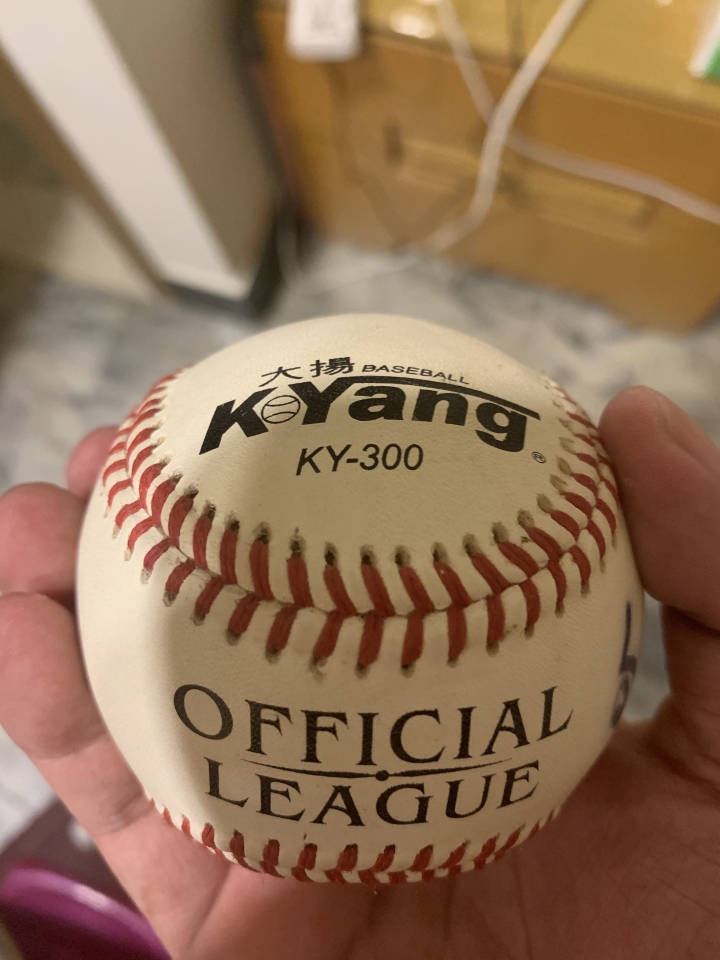 大揚 BASEBALL
K Yang ®
KY-300
OFFICIAL
LEAGUE